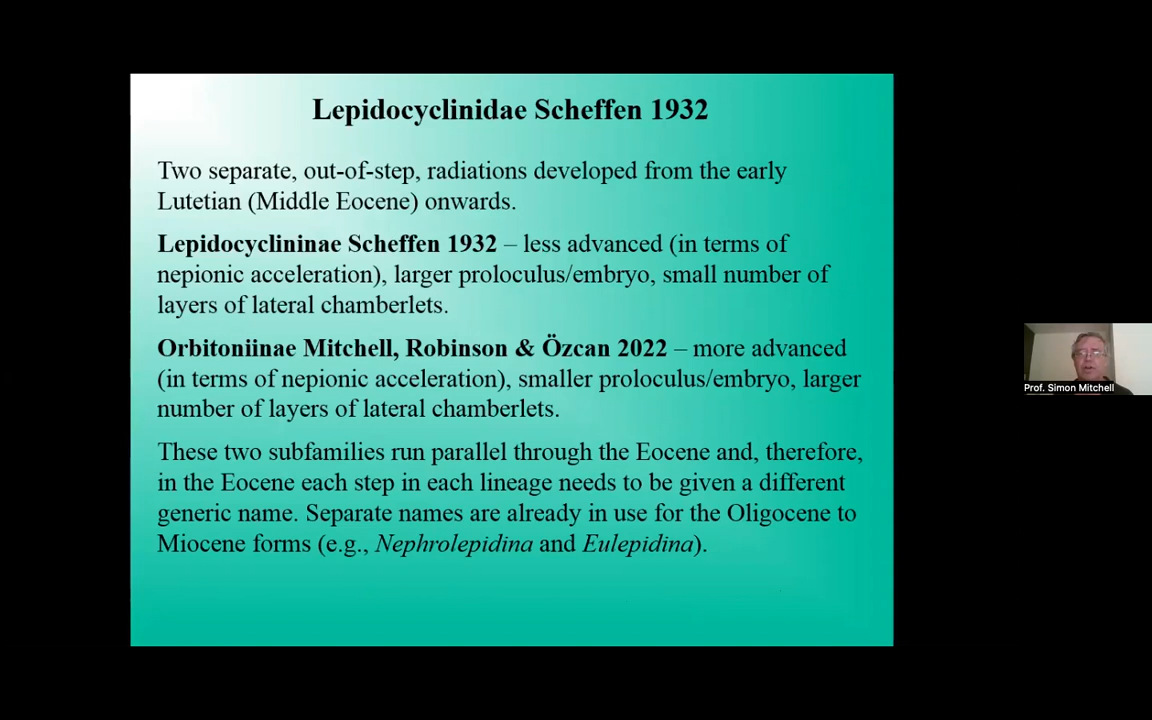 Lepidocyclinidae Scheffen 1932
Two separate, out-of-step, radiations developed from the early
Lutetian (Middle Eocene) onwards.
Lepidocyclininae Scheffen 1932 – less advanced (in terms of
nepionic acceleration), larger proloculus/embryo, small number of
layers of lateral chamberlets.
Orbitoniinae Mitchell, Robinson & Özcan 2022 – more advanced
(in terms of nepionic acceleration), smaller proloculus/embryo, larger
number of layers of lateral chamberlets.
These two subfamilies run parallel through the Eocene and, therefore,
in the Eocene each step in each lineage needs to be given a different
generic name. Separate names are already in use for the Oligocene to
Miocene forms (e.g., Nephrolepidina and Eulepidina).
Prof. Simon Mitchell